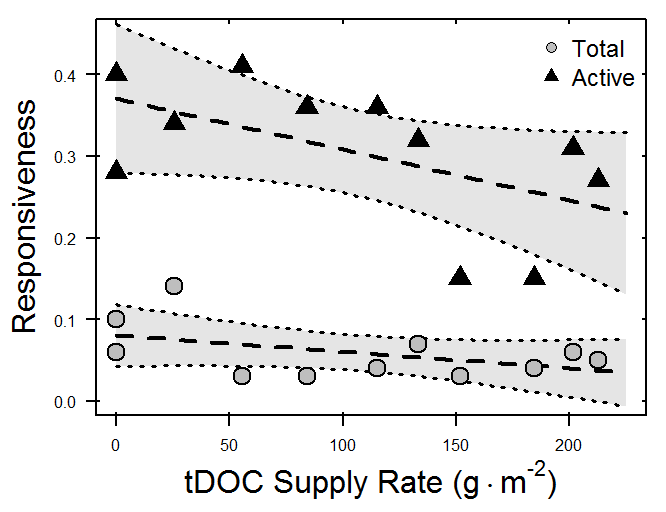 Total
Active
Responsiveness
0.4
0.3
0.2
0.1
0.0
0 50 100 150 200
tDOC Supply Rate (g · m⁻²)